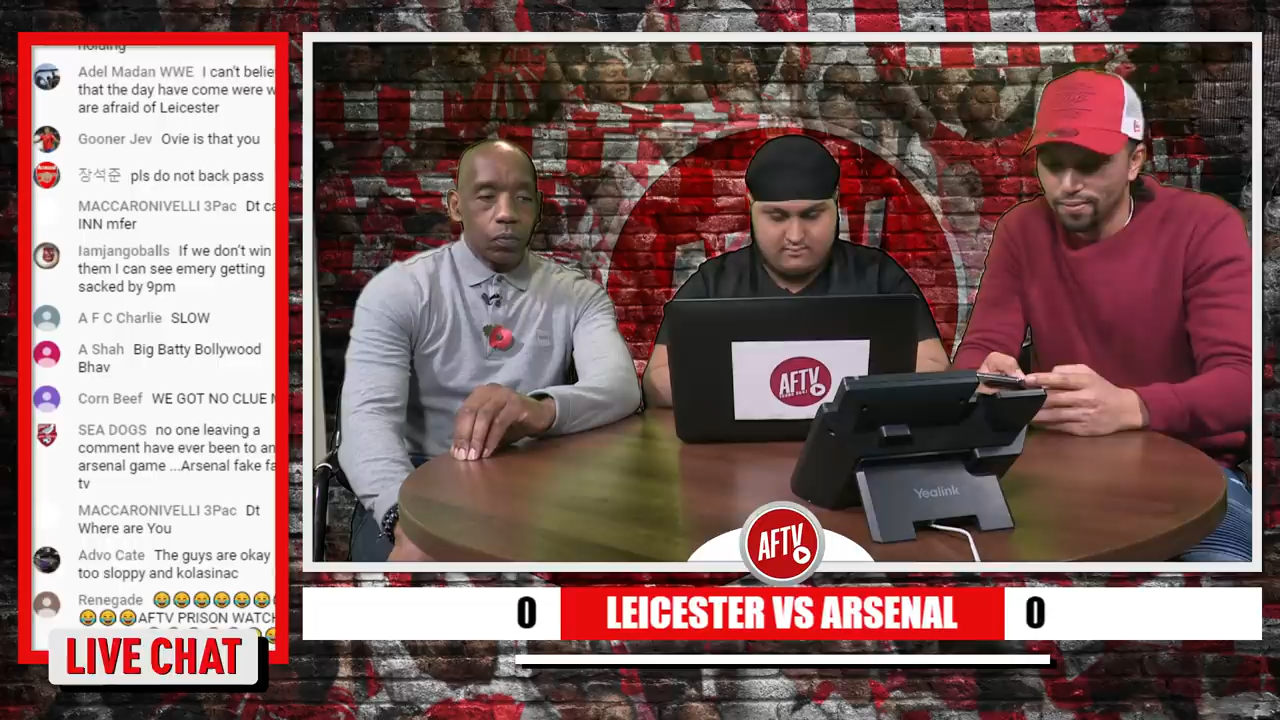 holding
Adel Madan WWE I can't belie
that the day have come were w
are afraid of Leicester
Gooner Jev Ovie is that you
장석준 pls do not back pass
MACCARONIVELLI 3Pac Dt ca
INN mfer
Iamjangoballs If we don't win
them I can see emery getting
sacked by 9pm
A F C Charlie SLOW
A Shah Big Batty Bollywood
Bhav
Corn Beef WE GOT NO CLUE
SEA DOGS no one leaving a
comment have ever been to an
arsenal game ...Arsenal fake fa
tv
MACCARONIVELLI 3Pac Dt
Where are You
Advo Cate The guys are okay
too sloppy and kolasinac
Renegade 😂😂😂😂😂😂
😂😂😂AFTV PRISON WATCH
LIVE CHAT
AFTV
Yealink
AFTV
0 LEICESTER VS ARSENAL 0